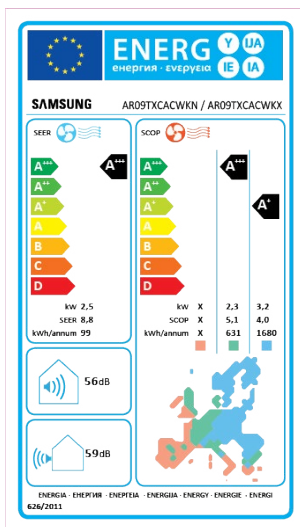 ENERG Y IJA
енергия · ενεργεια IE IA
SAMSUNG AR09TXCACWKN / AR09TXCACWKX
SEER SCOP
A+++ A+++ A+++ A+++
A++ A++
A+ A+ A+
A A
B B
C C
D D
kW 2,5 kW X 2,3 3,2
SEER 8,8 SCOP X 5,1 4,0
kWh/annum 99 kWh/annum X 631 1680
56dB
59dB
ENERGIA · ЕНЕРГИЯ · ΕΝΕΡΓΕΙΑ · ENERGIJA · ENERGY · ENERGIE · ENERGI
626/2011